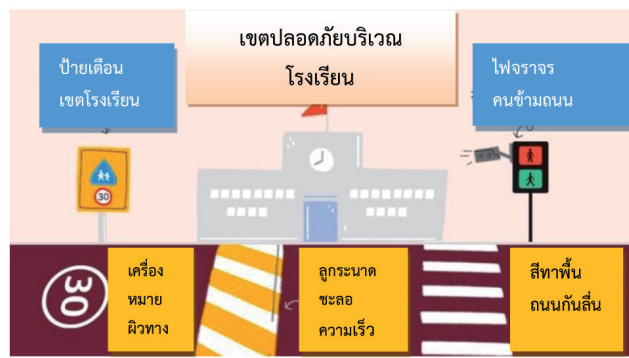 เขตปลอดภัยบริเวณ
โรงเรียน
ป้ายเตือน
เขตโรงเรียน
ไฟจราจร
คนข้ามถนน
30
30
เครื่อง
หมาย
ผิวทาง
ลูกระนาด
ชะลอ
ความเร็ว
สีทาพื้น
ถนนกันลื่น